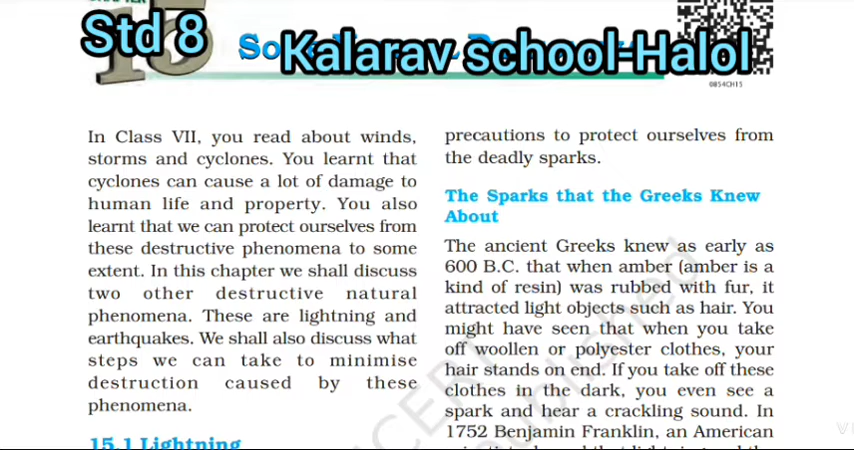 Std 8
Kalarav school-Halol
0854CH15
In Class VII, you read about winds,
storms and cyclones. You learnt that
cyclones can cause a lot of damage to
human life and property. You also
learnt that we can protect ourselves from
these destructive phenomena to some
extent. In this chapter we shall discuss
two other destructive natural
phenomena. These are lightning and
earthquakes. We shall also discuss what
steps we can take to minimise
destruction caused by these
phenomena.
15.1 Lightning
precautions to protect ourselves from
the deadly sparks.
The Sparks that the Greeks Knew
About
The ancient Greeks knew as early as
600 B.C. that when amber (amber is a
kind of resin) was rubbed with fur, it
attracted light objects such as hair. You
might have seen that when you take
off woollen or polyester clothes, your
hair stands on end. If you take off these
clothes in the dark, you even see a
spark and hear a crackling sound. In
1752 Benjamin Franklin, an American